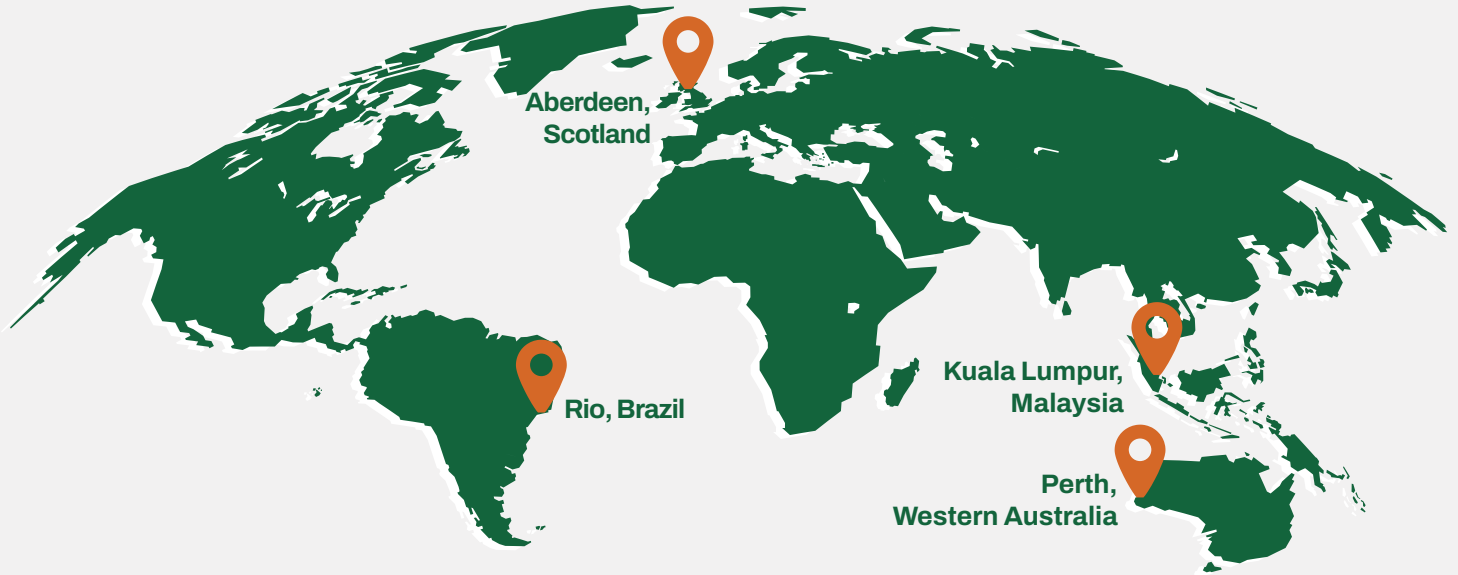 Aberdeen,
Scotland
Rio, Brazil
Kuala Lumpur,
Malaysia
Perth,
Western Australia